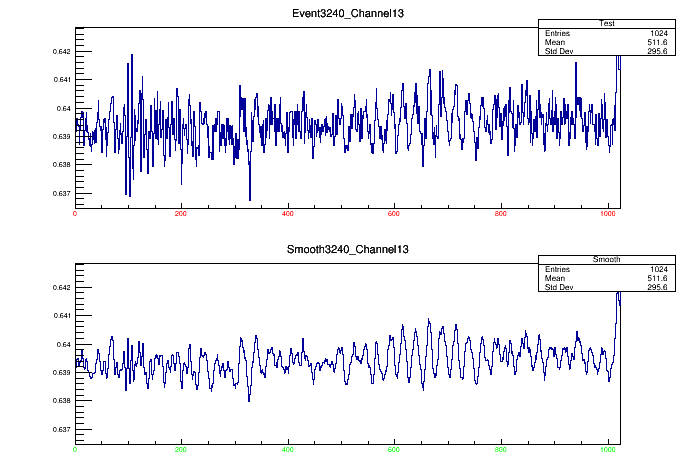 Event3240_Channel13
Test
Entries 1024
Mean 511.6
Std Dev 295.6
0.642
0.641
0.64
0.639
0.638
0.637
0 200 400 600 800 1000
Smooth3240_Channel13
Smooth
Entries 1024
Mean 511.6
Std Dev 295.6
0.642
0.641
0.64
0.639
0.638
0.637
0 200 400 600 800 1000